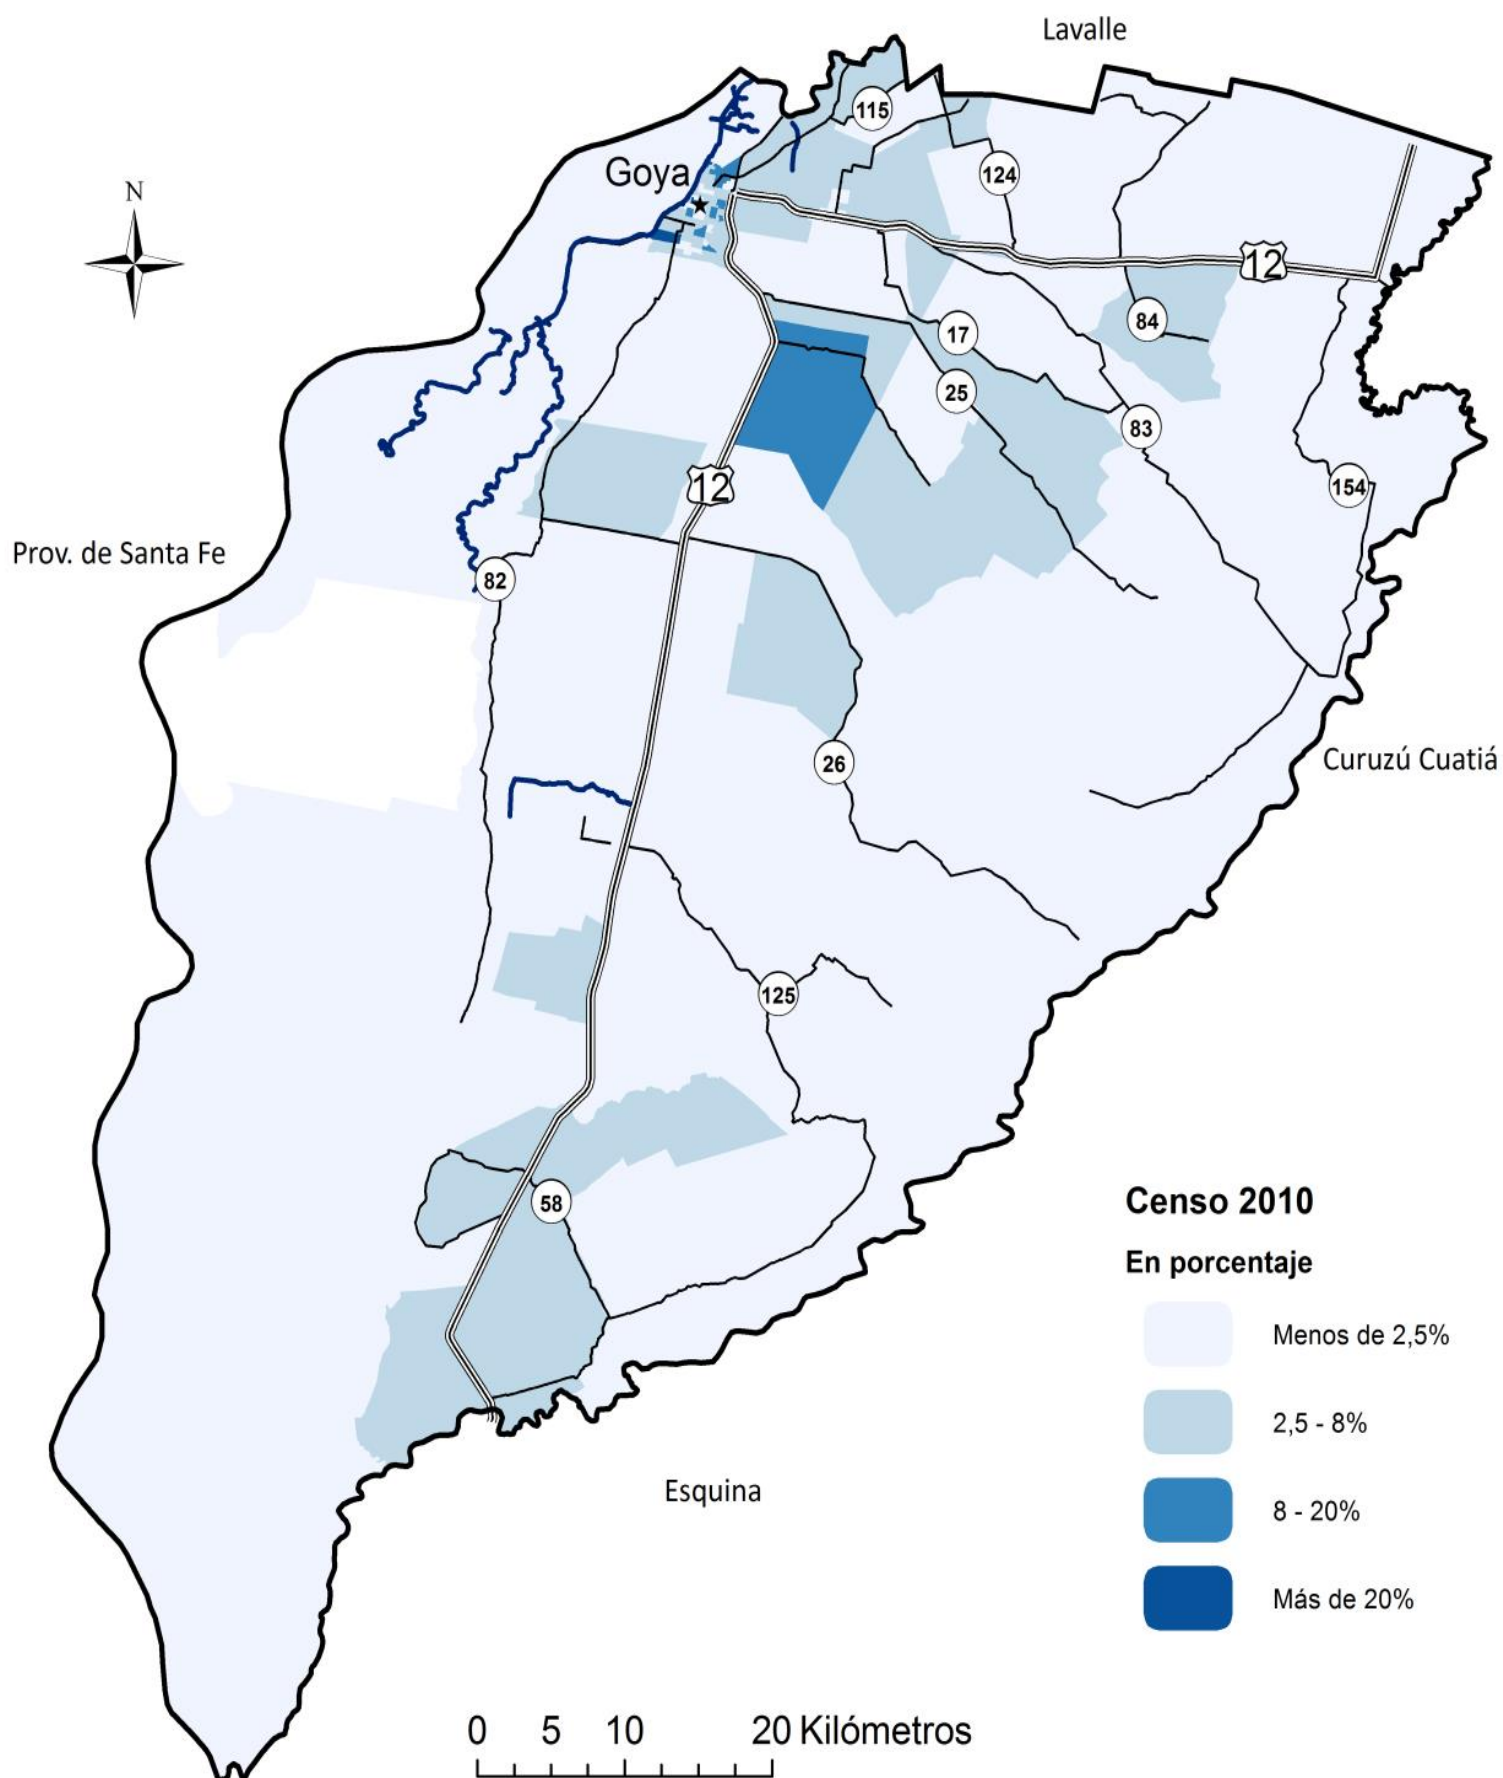 Lavalle
115
Goya
N
124
12
84
17
25
83
12
154
Prov. de Santa Fe
82
Curuzú Cuatiá
26
125
58
Censo 2010
En porcentaje
Menos de 2,5%
2,5 - 8%
8 - 20%
Más de 20%
Esquina
0 5 10 20 Kilómetros